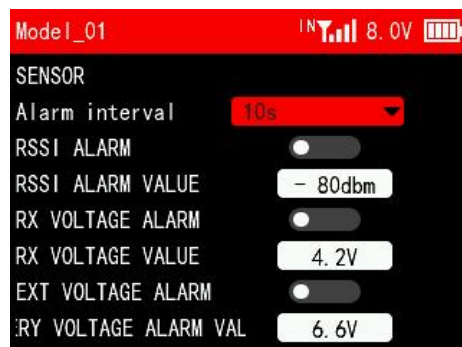 Model_01 IN 8.0V
SENSOR
Alarm interval 10s
RSSI ALARM
RSSI ALARM VALUE - 80dbm
RX VOLTAGE ALARM
RX VOLTAGE VALUE 4.2V
EXT VOLTAGE ALARM
RY VOLTAGE ALARM VAL 6.6V